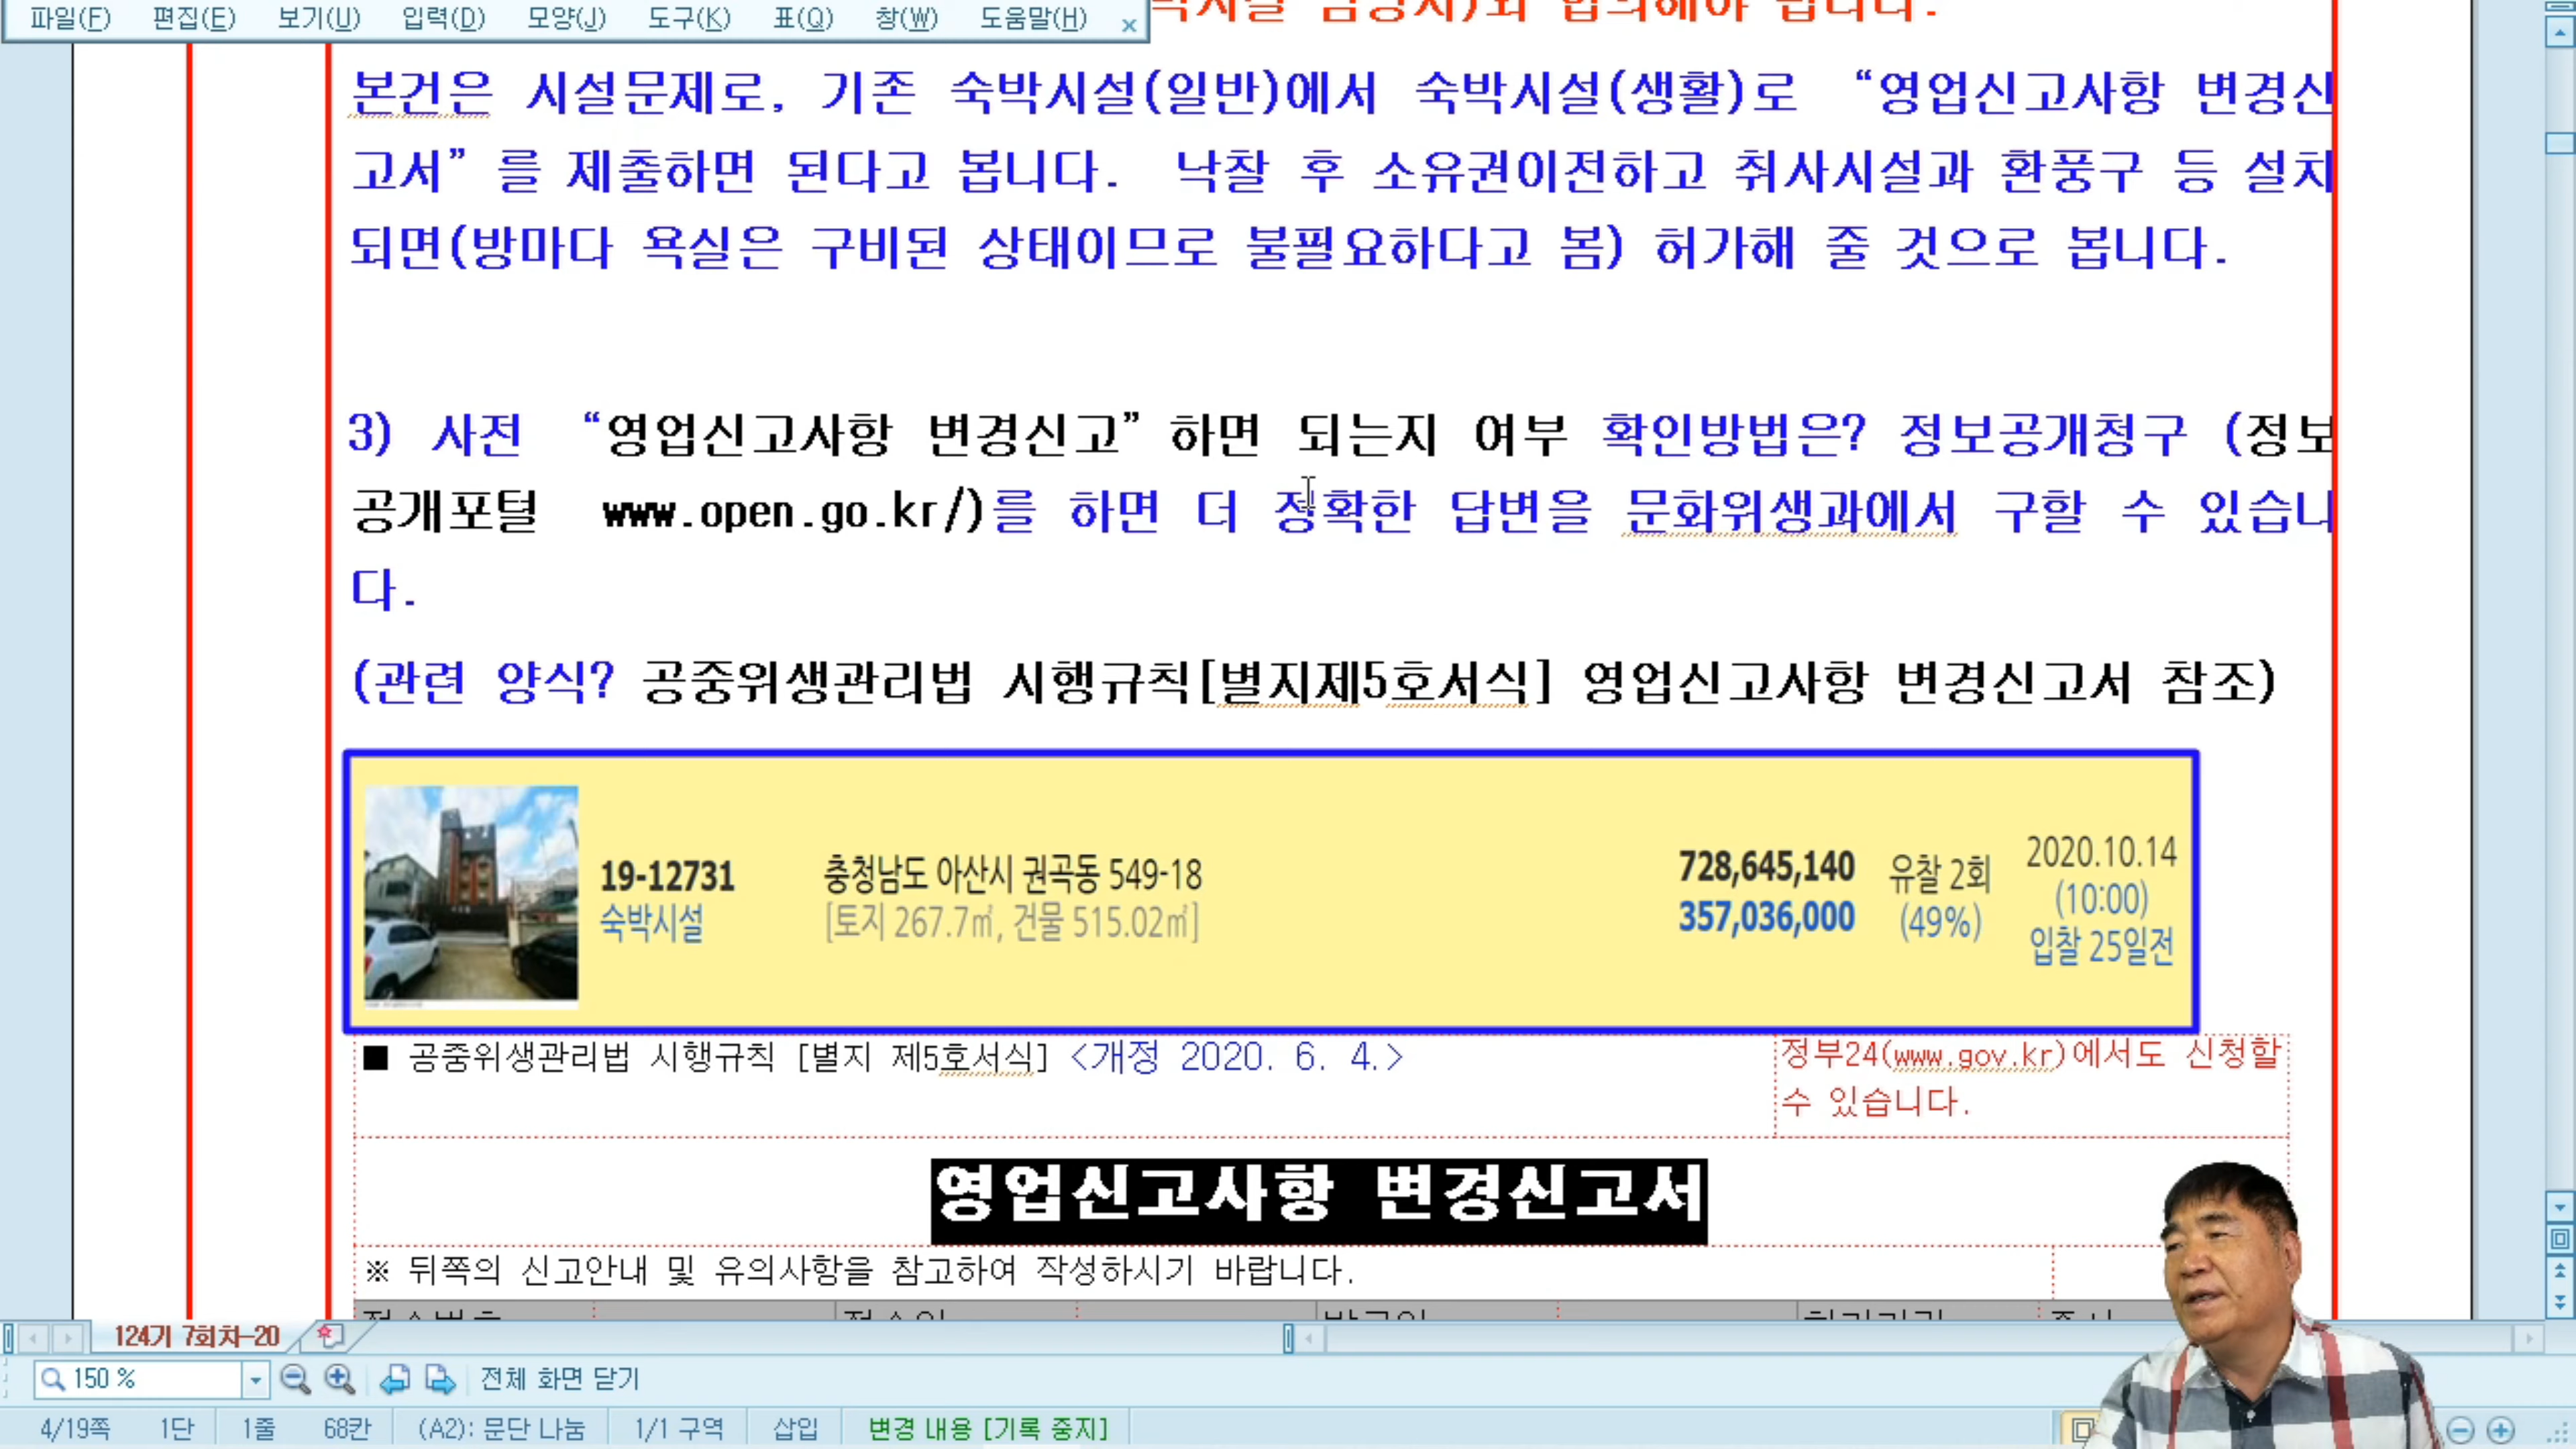 파일(F) 편집(E) 보기(U) 입력(D) 모양(J) 도구(K) 표(Q) 창(W) 도움말(H)
합의해야 됩니다.
본건은 시설문제로, 기존 숙박시설(일반)에서 숙박시설(생활)로 “영업신고사항 변경신
고서” 를 제출하면 된다고 봅니다. 낙찰 후 소유권이전하고 취사시설과 환풍구 등 설치
되면(방마다 욕실은 구비된 상태이므로 불필요하다고 봄) 허가해 줄 것으로 봅니다.
3) 사전 “영업신고사항 변경신고”하면 되는지 여부 확인방법은? 정보공개청구 (정보
공개포털 www.open.go.kr/)를 하면 더 정확한 답변을 문화위생과에서 구할 수 있습니
다.
(관련 양식? 공중위생관리법 시행규칙[별지제5호서식] 영업신고사항 변경신고서 참조)
19-12731 충청남도 아산시 권곡동 549-18 728,645,140 유찰 2회 2020.10.14
숙박시설 [토지 267.7㎡, 건물 515.02㎡] 357,036,000 (49%) (10:00)
입찰 25일전
■ 공중위생관리법 시행규칙 [별지 제5호서식] <개정 2020. 6. 4.>
정부24(www.gov.kr)에서도 신청할
수 있습니다.
영업신고사항 변경신고서
※ 뒤쪽의 신고안내 및 유의사항을 참고하여 작성하시기 바랍니다.
124기 7회차-20
150 % 전체 화면 닫기
4/19쪽 1단 1줄 68칸 (A2): 문단 나눔 1/1 구역 삽입 변경 내용 [기록 중지]